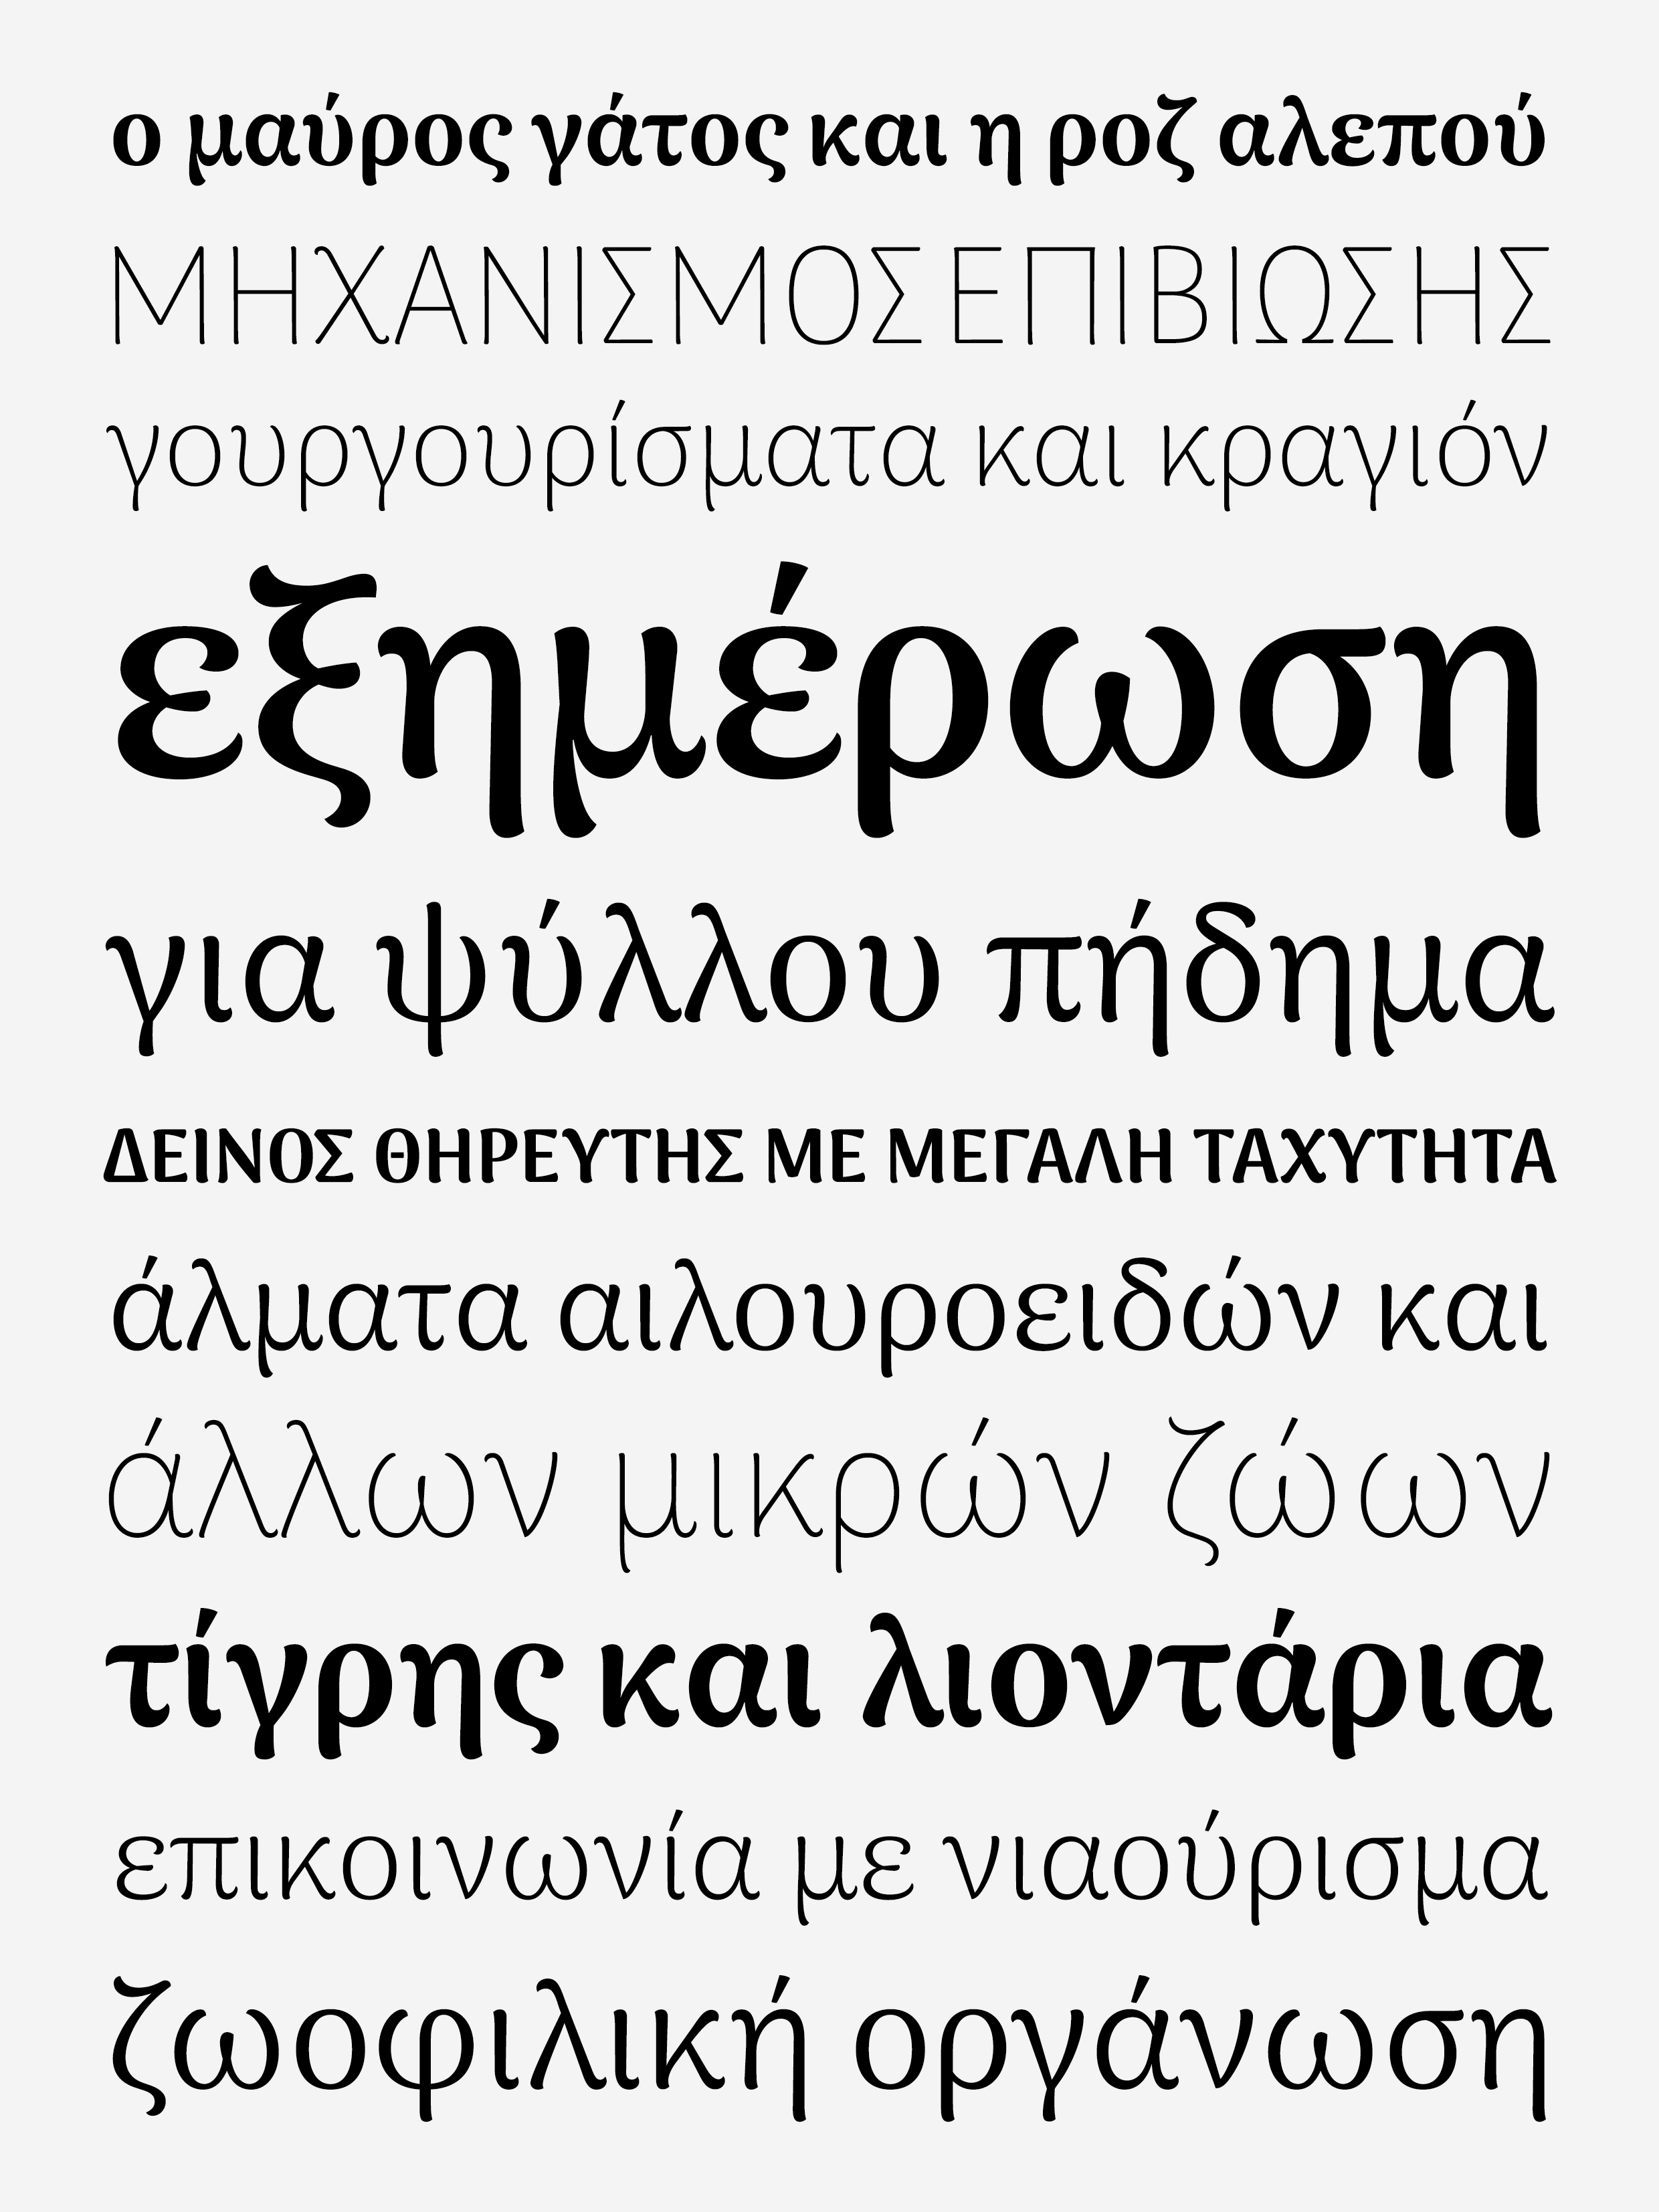 ο μαύρος γάτος και η ροζ αλεπού
ΜΗΧΑΝΙΣΜΟΣ ΕΠΙΒΙΩΣΗΣ
γουργουρίσματα και κραγιόν
εξημέρωση
για ψύλλου πήδημα
ΔΕΙΝΟΣ ΘΗΡΕΥΤΗΣ ΜΕ ΜΕΓΑΛΗ ΤΑΧΥΤΗΤΑ
άλματα αιλουροειδών και
άλλων μικρών ζώων
τίγρης και λιοντάρια
επικοινωνία με νιαούρισμα
ζωοφιλική οργάνωση